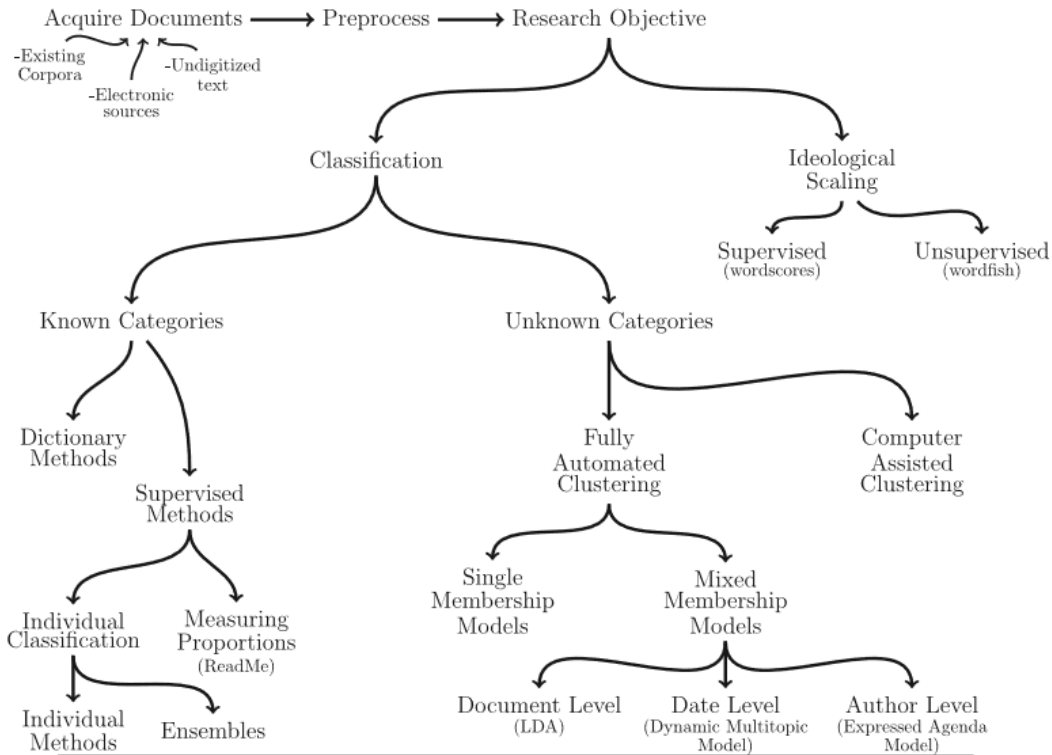 Acquire Documents
Preprocess
Research Objective
-Existing
Corpora
-Electronic
sources
-Undigitized
text
Classification
Ideological
Scaling
Supervised
(wordscores)
Unsupervised
(wordfish)
Known Categories
Unknown Categories
Dictionary
Methods
Supervised
Methods
Fully
Automated
Clustering
Computer
Assisted
Clustering
Individual
Classification
Measuring
Proportions
(ReadMe)
Single
Membership
Models
Mixed
Membership
Models
Individual
Methods
Ensembles
Document Level
(LDA)
Date Level
(Dynamic Multitopic
Model)
Author Level
(Expressed Agenda
Model)